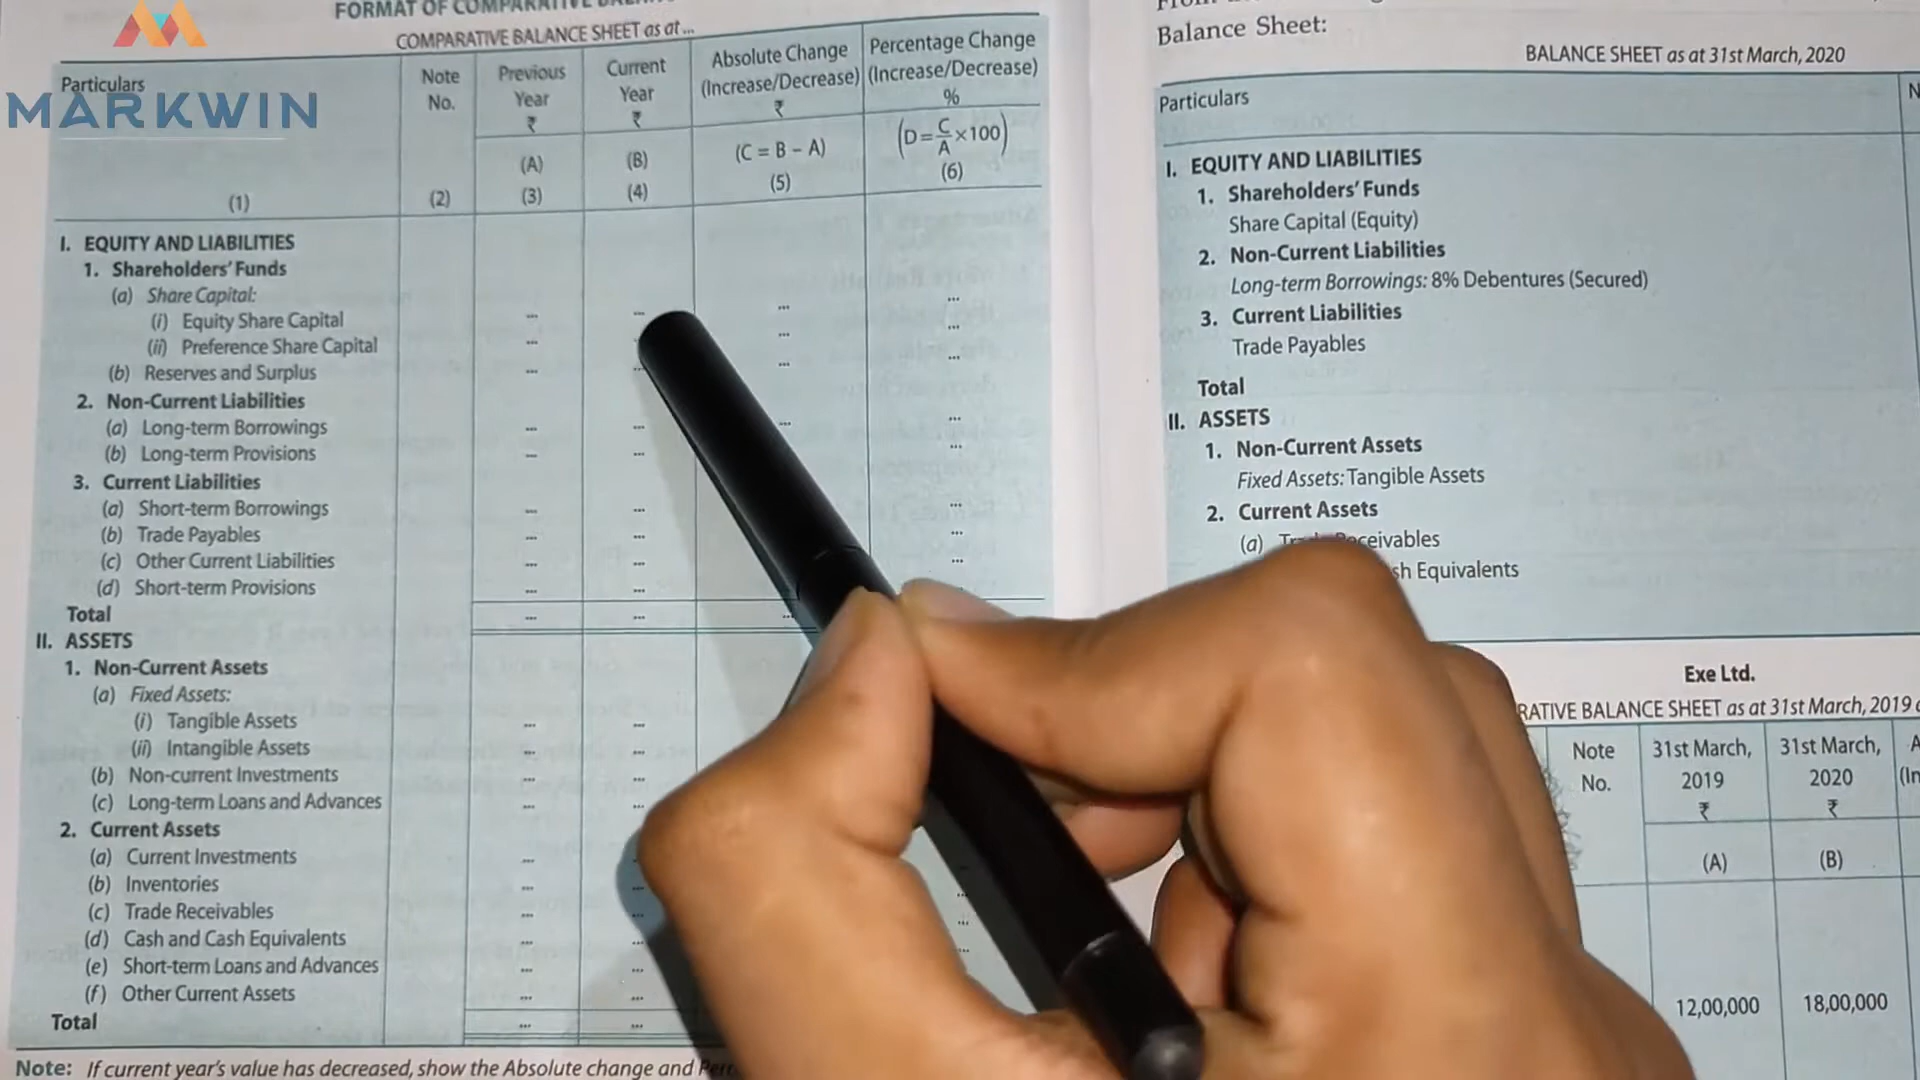 MARKWIN
FORMAT OF COMPARATIVE
COMPARATIVE BALANCE SHEET as at ...
Particulars
Note No.
Previous Year ₹
Current Year ₹
Absolute Change (Increase/Decrease) ₹
Percentage Change (Increase/Decrease) %
(A)
(B)
(C = B – A)
(D = C/A × 100)
(1)
(2)
(3)
(4)
(5)
(6)
I. EQUITY AND LIABILITIES
1. Shareholders' Funds
(a) Share Capital:
(i) Equity Share Capital ... ... ... ...
(ii) Preference Share Capital ... ... ...
(b) Reserves and Surplus ... ... ... ...
2. Non-Current Liabilities
(a) Long-term Borrowings ... ... ... ...
(b) Long-term Provisions ... ... ...
3. Current Liabilities
(a) Short-term Borrowings ... ... ...
(b) Trade Payables ... ... ...
(c) Other Current Liabilities ... ... ...
(d) Short-term Provisions ... ...
Total ... ... ...
II. ASSETS
1. Non-Current Assets
(a) Fixed Assets:
(i) Tangible Assets ... ...
(ii) Intangible Assets ... ...
(b) Non-current Investments ... ...
(c) Long-term Loans and Advances ... ...
2. Current Assets
(a) Current Investments ... ...
(b) Inventories ... ...
(c) Trade Receivables ... ...
(d) Cash and Cash Equivalents ... ...
(e) Short-term Loans and Advances ... ...
(f) Other Current Assets ... ...
Total ... ...
Note: If current year's value has decreased, show the Absolute change and
Balance Sheet:
BALANCE SHEET as at 31st March, 2020
Particulars
I. EQUITY AND LIABILITIES
1. Shareholders' Funds
Share Capital (Equity)
2. Non-Current Liabilities
Long-term Borrowings: 8% Debentures (Secured)
3. Current Liabilities
Trade Payables
Total
II. ASSETS
1. Non-Current Assets
Fixed Assets: Tangible Assets
2. Current Assets
(a) Trade Receivables
Equivalents
Exe Ltd.
BALANCE SHEET as at 31st March, 2019
Note No.
31st March, 2019 ₹
31st March, 2020 ₹
(A)
(B)
12,00,000
18,00,000